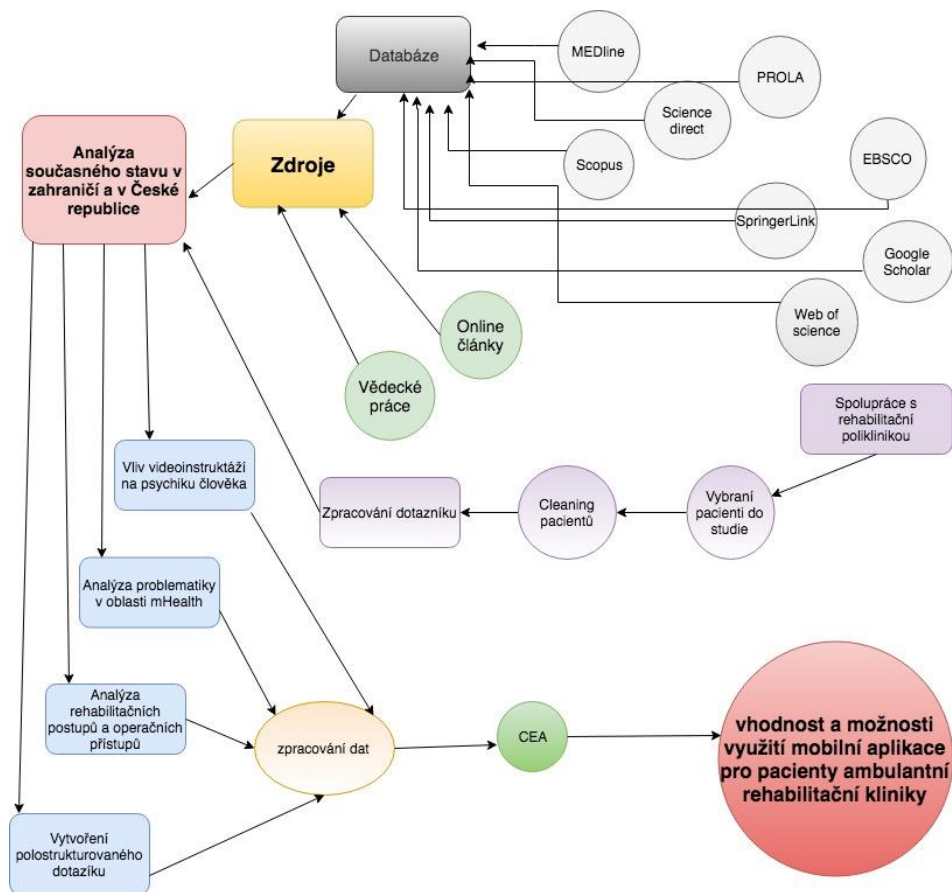 Databáze
MEDline
PROLA
Science
direct
Scopus
EBSCO
SpringerLink
Google
Scholar
Web of
science
Analýza
současného stavu v
zahraničí a v České
republice
Zdroje
Online
články
Vědecké
práce
Spolupráce s
rehabilitační
poliklinikou
Vybraní
pacienti do
studie
Cleaning
pacientů
Zpracování dotazníku
Vliv videoinstruktáží
na psychiku člověka
Analýza problematiky
v oblasti mHealth
Analýza
rehabilitačních
postupů a operačních
přístupů
Vytvoření
polostrukturovaného
dotazíku
zpracování dat
CEA
vhodnost a možnosti
využití mobilní aplikace
pro pacienty ambulantní
rehabilitační kliniky